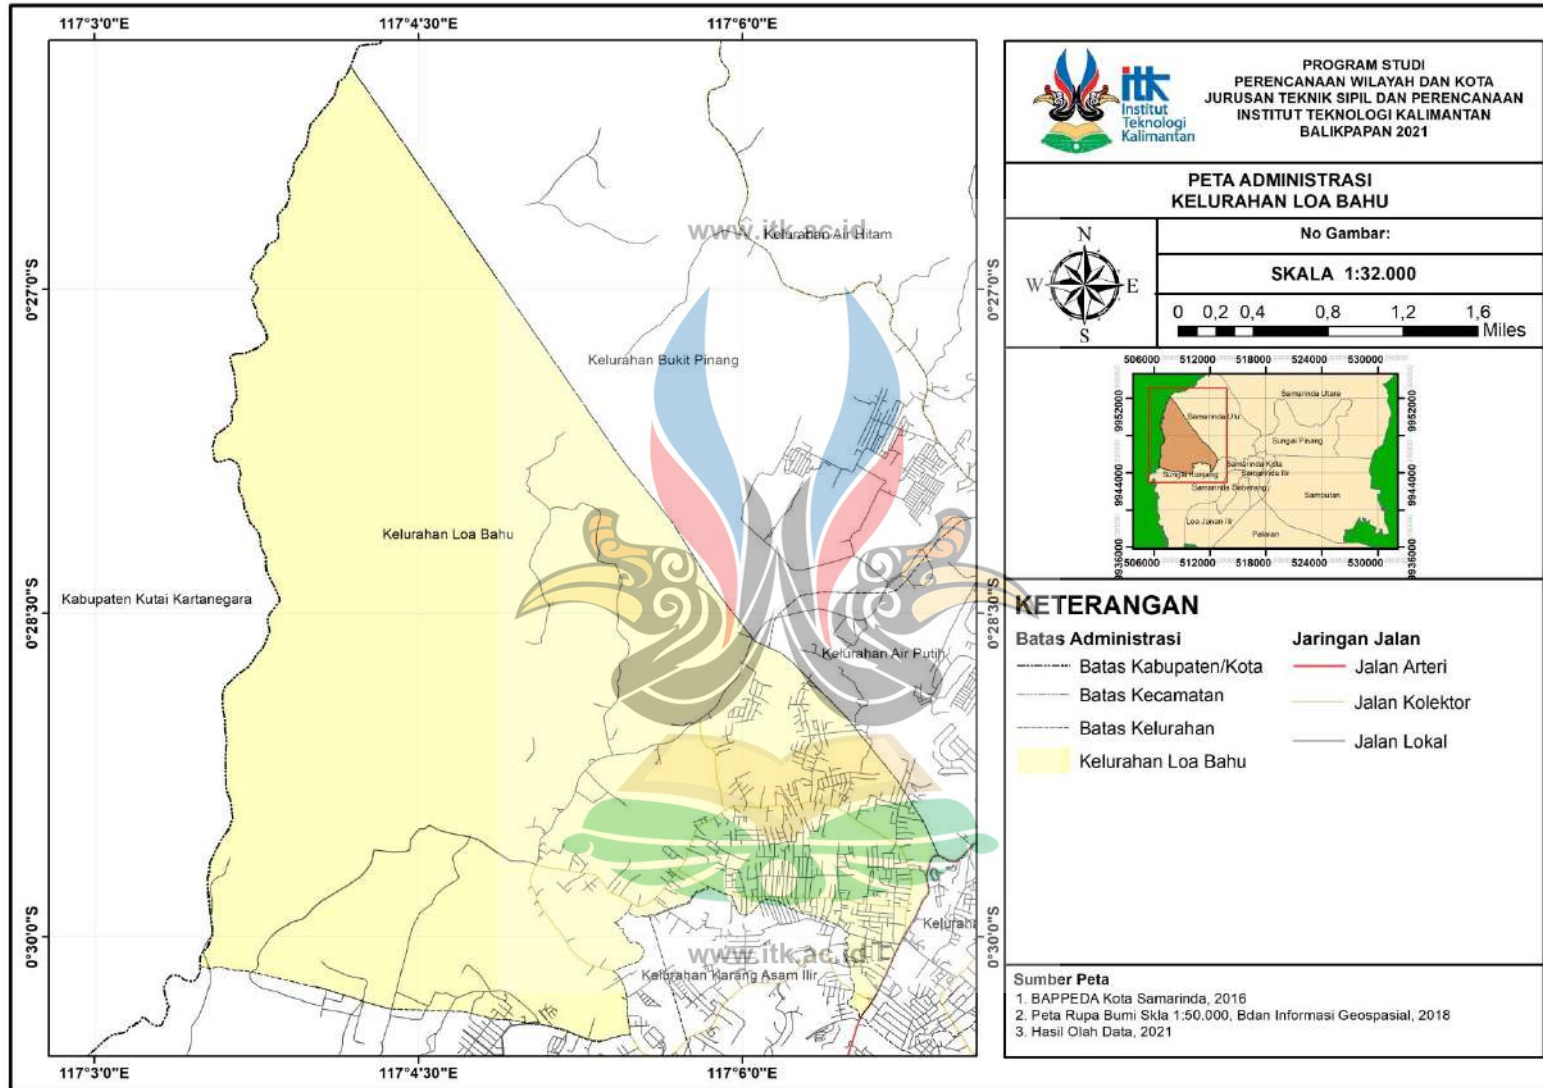 117°3'0"E 117°4'30"E 117°6'0"E
0°27'0"S
0°28'30"S
0°30'0"S
www.itk.ac.id
Kelurahan Air Hitam
Kelurahan Bukit Pinang
Kelurahan Loa Bahu
Kabupaten Kutai Kartanegara
Kelurahan Air Putih
Keluraha
www.itk.ac.id
Kelurahan Karang Asam Ilir
0°27'0"S
0°28'30"S
0°30'0"S
117°3'0"E 117°4'30"E 117°6'0"E
itk
Institut
Teknologi
Kalimantan
PROGRAM STUDI
PERENCANAAN WILAYAH DAN KOTA
JURUSAN TEKNIK SIPIL DAN PERENCANAAN
INSTITUT TEKNOLOGI KALIMANTAN
BALIKPAPAN 2021
PETA ADMINISTRASI
KELURAHAN LOA BAHU
N
W E
S
No Gambar:
SKALA 1:32.000
0 0,2 0,4 0,8 1,2 1,6
Miles
506000 512000 518000 524000 530000
9952000
9944000
9936000
Samarinda Utara
Samarinda Ulu
Sungai Pinang
Samarinda Kota
Samarinda Ilir
Sungai Kunjang
Samarinda Seberang
Sambutan
Loa Janan Ilir
Palaran
9952000
9944000
9936000
506000 512000 518000 524000 530000
KETERANGAN
Batas Administrasi
Batas Kabupaten/Kota
Batas Kecamatan
Batas Kelurahan
Kelurahan Loa Bahu
Jaringan Jalan
Jalan Arteri
Jalan Kolektor
Jalan Lokal
Sumber Peta
1. BAPPEDA Kota Samarinda, 2016
2. Peta Rupa Bumi Skla 1:50.000, Bdan Informasi Geospasial, 2018
3. Hasil Olah Data, 2021